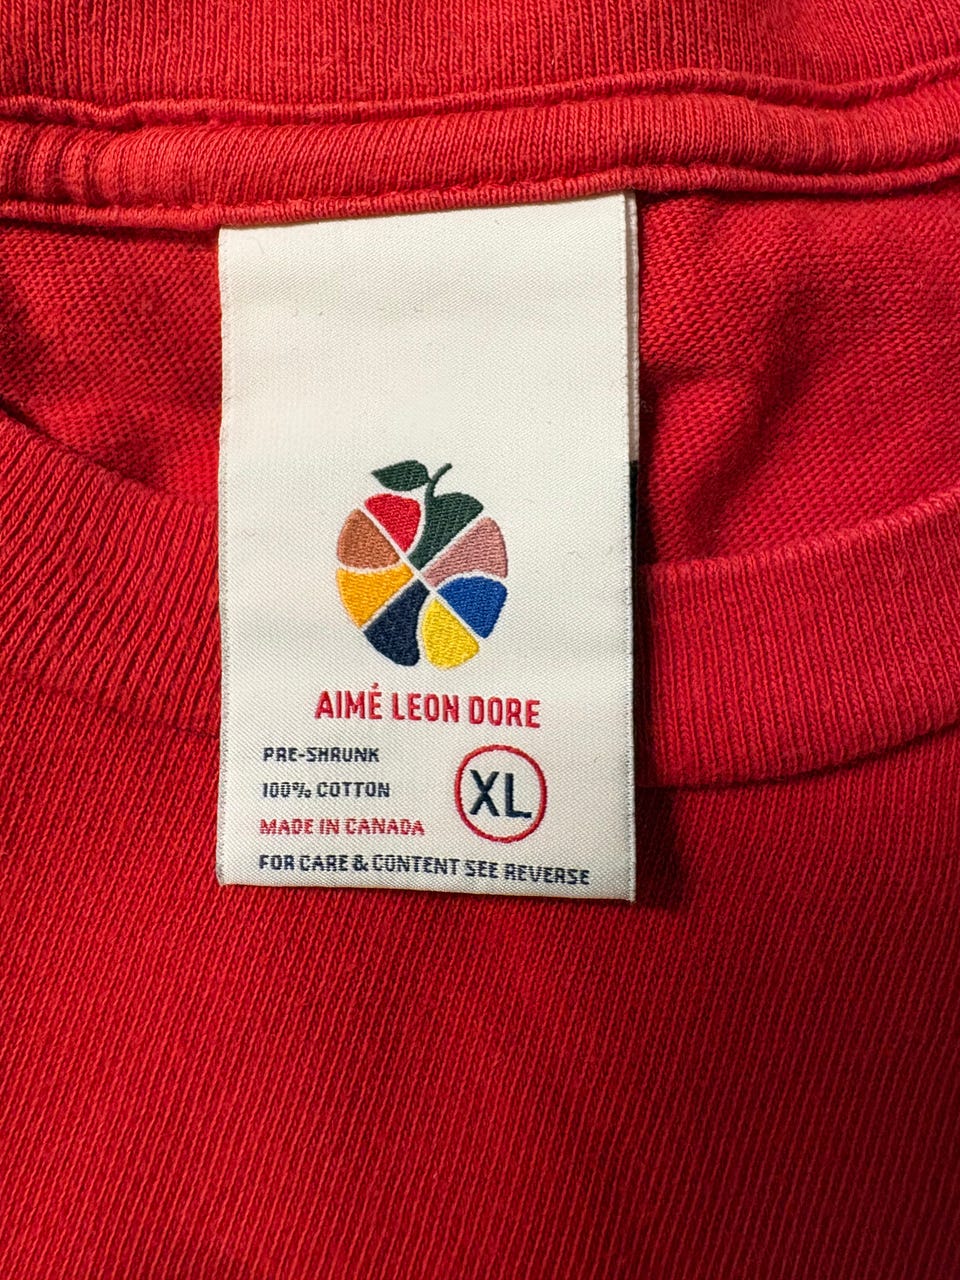 AIMÉ LEON DORE
PRE-SHRUNK
100% COTTON
MADE IN CANADA
XL
FOR CARE & CONTENT SEE REVERSE